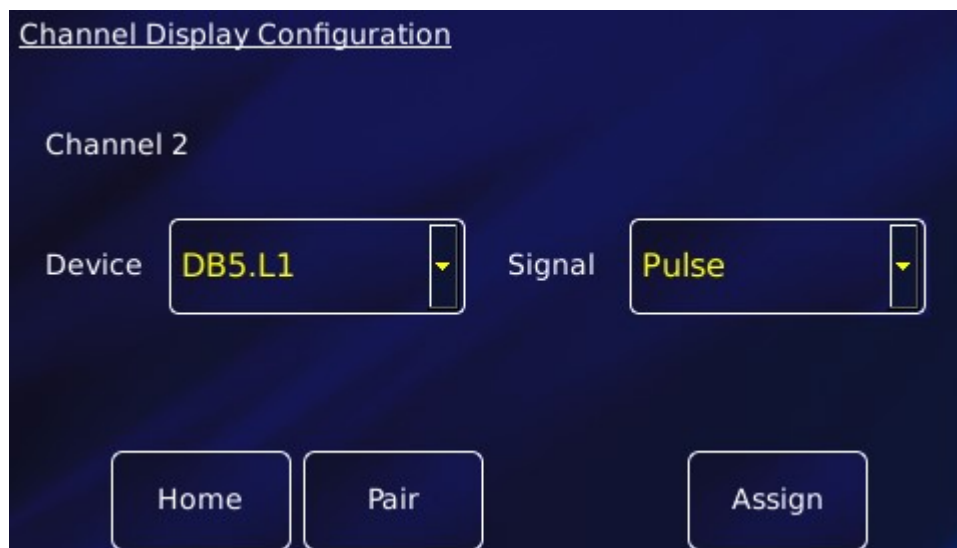 Channel Display Configuration
Channel 2
Device DB5.L1 Signal Pulse
Home Pair Assign